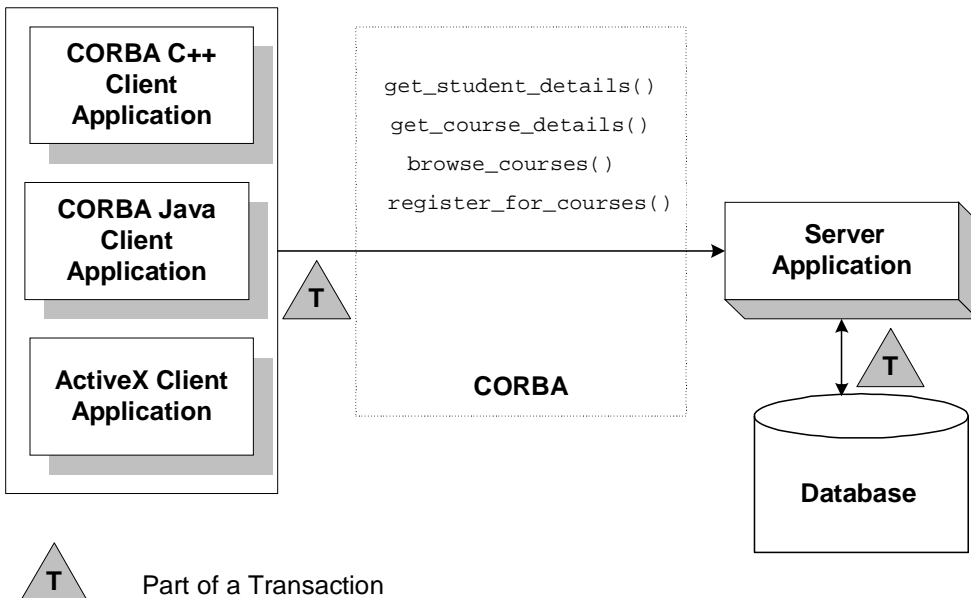 CORBA C++
Client
Application
CORBA Java
Client
Application
ActiveX Client
Application
get_student_details()
get_course_details()
browse_courses()
register_for_courses()
T
CORBA
Server
Application
T
Database
T
Part of a Transaction